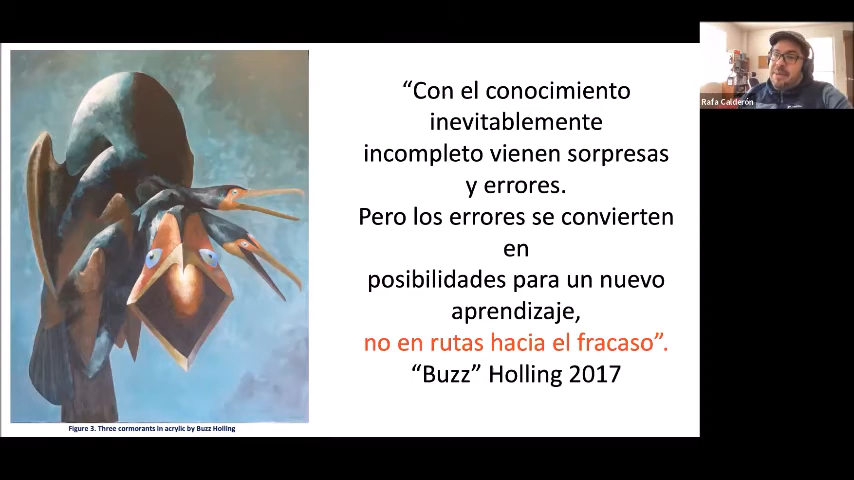 “Con el conocimiento
inevitablemente
incompleto vienen sorpresas
y errores.
Pero los errores se convierten
en
posibilidades para un nuevo
aprendizaje,
no en rutas hacia el fracaso”.
“Buzz” Holling 2017
Figure 3. Three cormorants in acrylic by Buzz Holling
Rafa Calderón